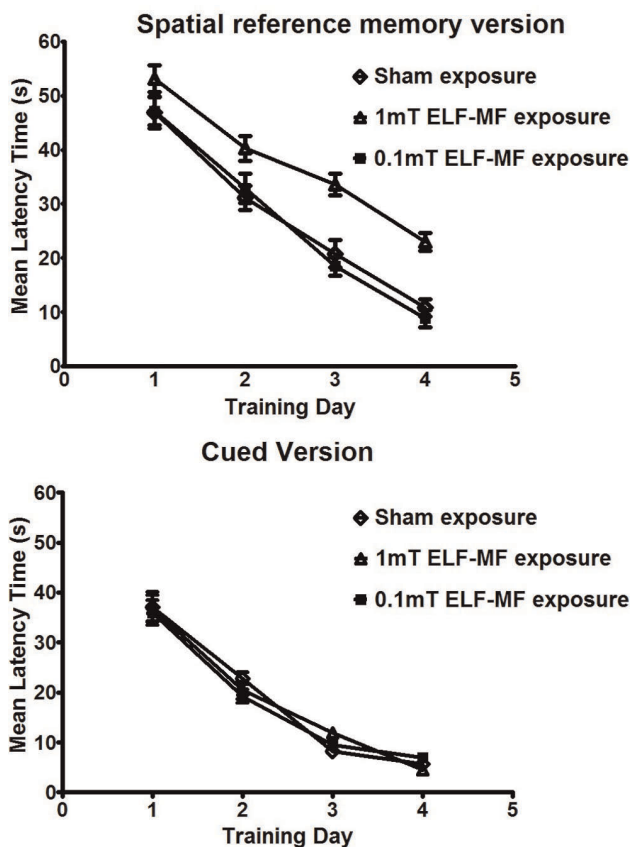 Spatial reference memory version
60
50
40
30
20
10
0
Mean Latency Time (s)
Sham exposure
1mT ELF-MF exposure
0.1mT ELF-MF exposure
0 1 2 3 4 5
Training Day
Cued Version
60
50
40
30
20
10
0
Mean Latency Time (s)
Sham exposure
1mT ELF-MF exposure
0.1mT ELF-MF exposure
0 1 2 3 4 5
Training Day